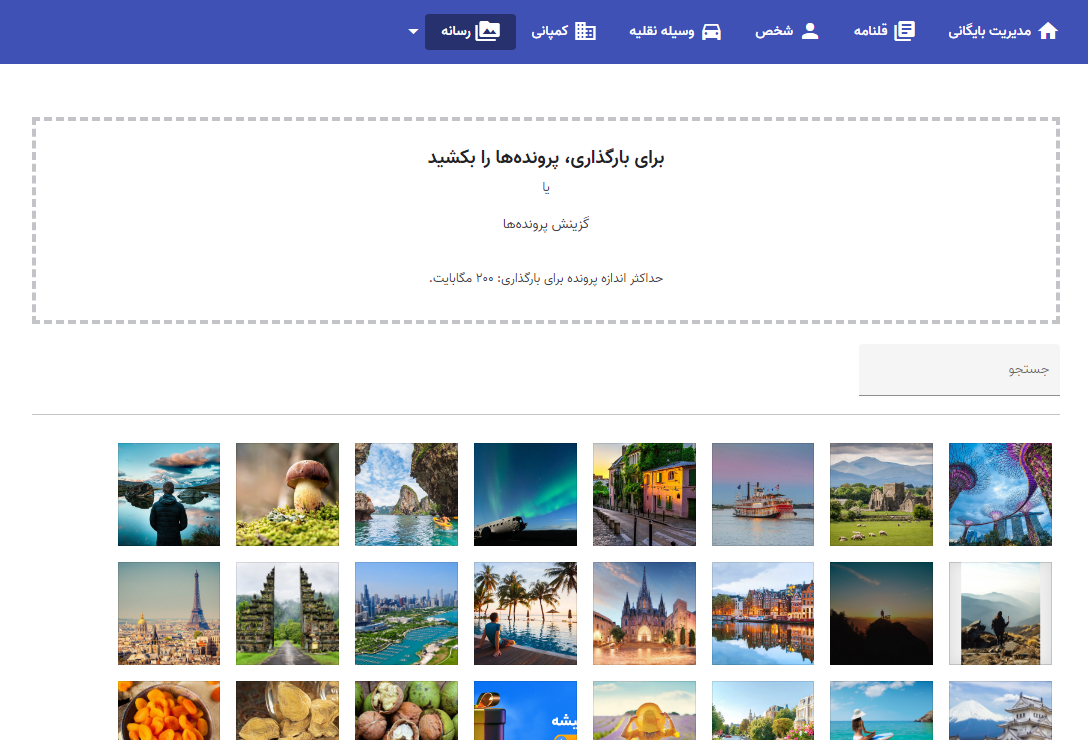 مدیریت بایگانی
قلنامه
شخص
وسیله نقلیه
کمپانی
رسانه
برای بارگذاری، پرونده‌ها را بکشید
یا
گزینش پرونده‌ها
حداکثر اندازه پرونده برای بارگذاری: ۲۰۰ مگابایت.
جستجو